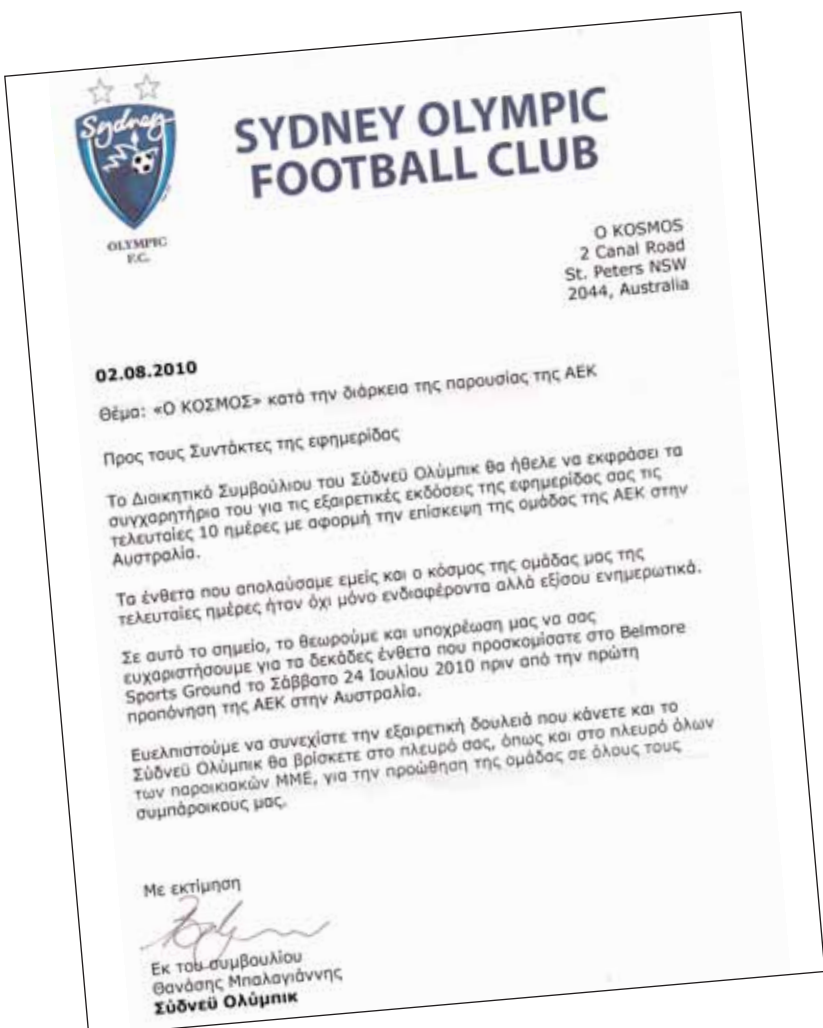 Sydney
OLYMPIC
F.C.
SYDNEY OLYMPIC
FOOTBALL CLUB
O KOSMOS
2 Canal Road
St. Peters NSW
2044, Australia
02.08.2010
Θέμα: «Ο ΚΟΣΜΟΣ» κατά την διάρκεια της παρουσίας της ΑΕΚ
Προς τους Συντάκτες της εφημερίδας
Το Διοικητικό Συμβούλιου του Σύδνεϋ Ολύμπικ θα ήθελε να εκφράσει τα
συγχαρητήρια του για τις εξαιρετικές εκδόσεις της εφημερίδας σας τις
τελευταίες 10 ημέρες με αφορμή την επίσκεψη της ομάδας της ΑΕΚ στην
Αυστραλία.
Τα ένθετα που απολαύσαμε εμείς και ο κόσμος της ομάδας μας της
τελευταίες ημέρες ήταν όχι μόνο ενδιαφέροντα αλλά εξίσου ενημερωτικά.
Σε αυτό το σημείο, το θεωρούμε και υποχρέωση μας να σας
ευχαριστήσουμε για τα δεκάδες ένθετα που προσκομίσατε στο Belmore
Sports Ground το Σάββατο 24 Ιουλίου 2010 πριν από την πρώτη
προπόνηση της ΑΕΚ στην Αυστραλία.
Ευελπιστούμε να συνεχίστε την εξαιρετική δουλειά που κάνετε και το
Σύδνεϋ Ολύμπικ θα βρίσκετε στο πλευρό σας, όπως και στο πλευρό όλων
των παροικιακών ΜΜΕ, για την προώθηση της ομάδας σε όλους τους
συμπάροικους μας.
Με εκτίμηση
Εκ του συμβουλίου
Θανάσης Μπαλαγιάννης
Σύδνεϋ Ολύμπικ